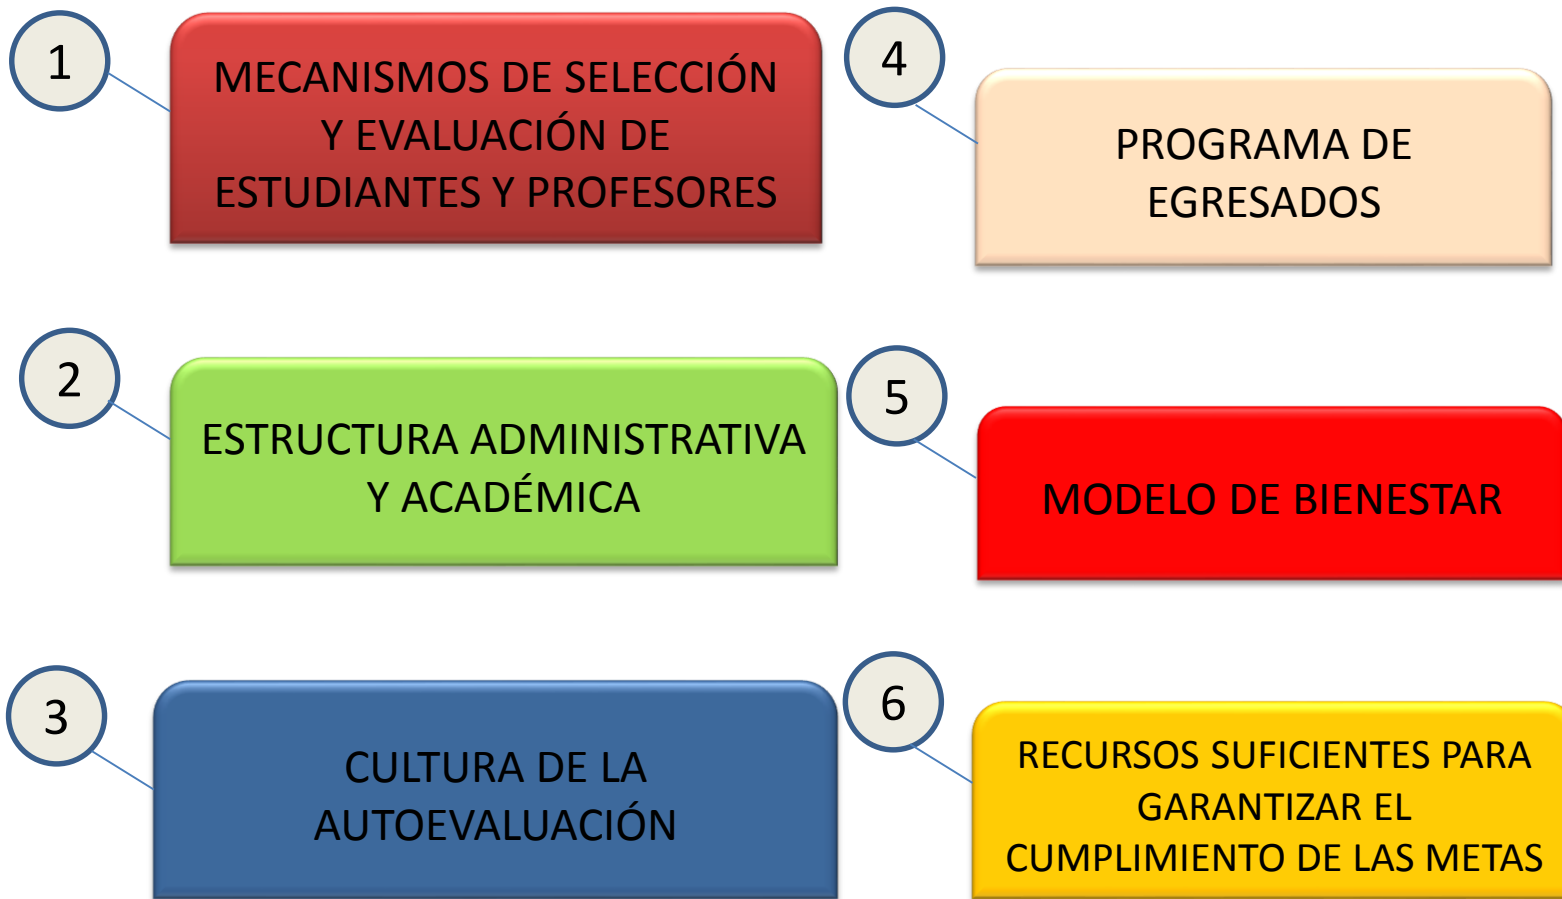 1
MECANISMOS DE SELECCIÓN
Y EVALUACIÓN DE
ESTUDIANTES Y PROFESORES
2
ESTRUCTURA ADMINISTRATIVA
Y ACADÉMICA
3
CULTURA DE LA
AUTOEVALUACIÓN
4
PROGRAMA DE
EGRESADOS
5
MODELO DE BIENESTAR
6
RECURSOS SUFICIENTES PARA
GARANTIZAR EL
CUMPLIMIENTO DE LAS METAS